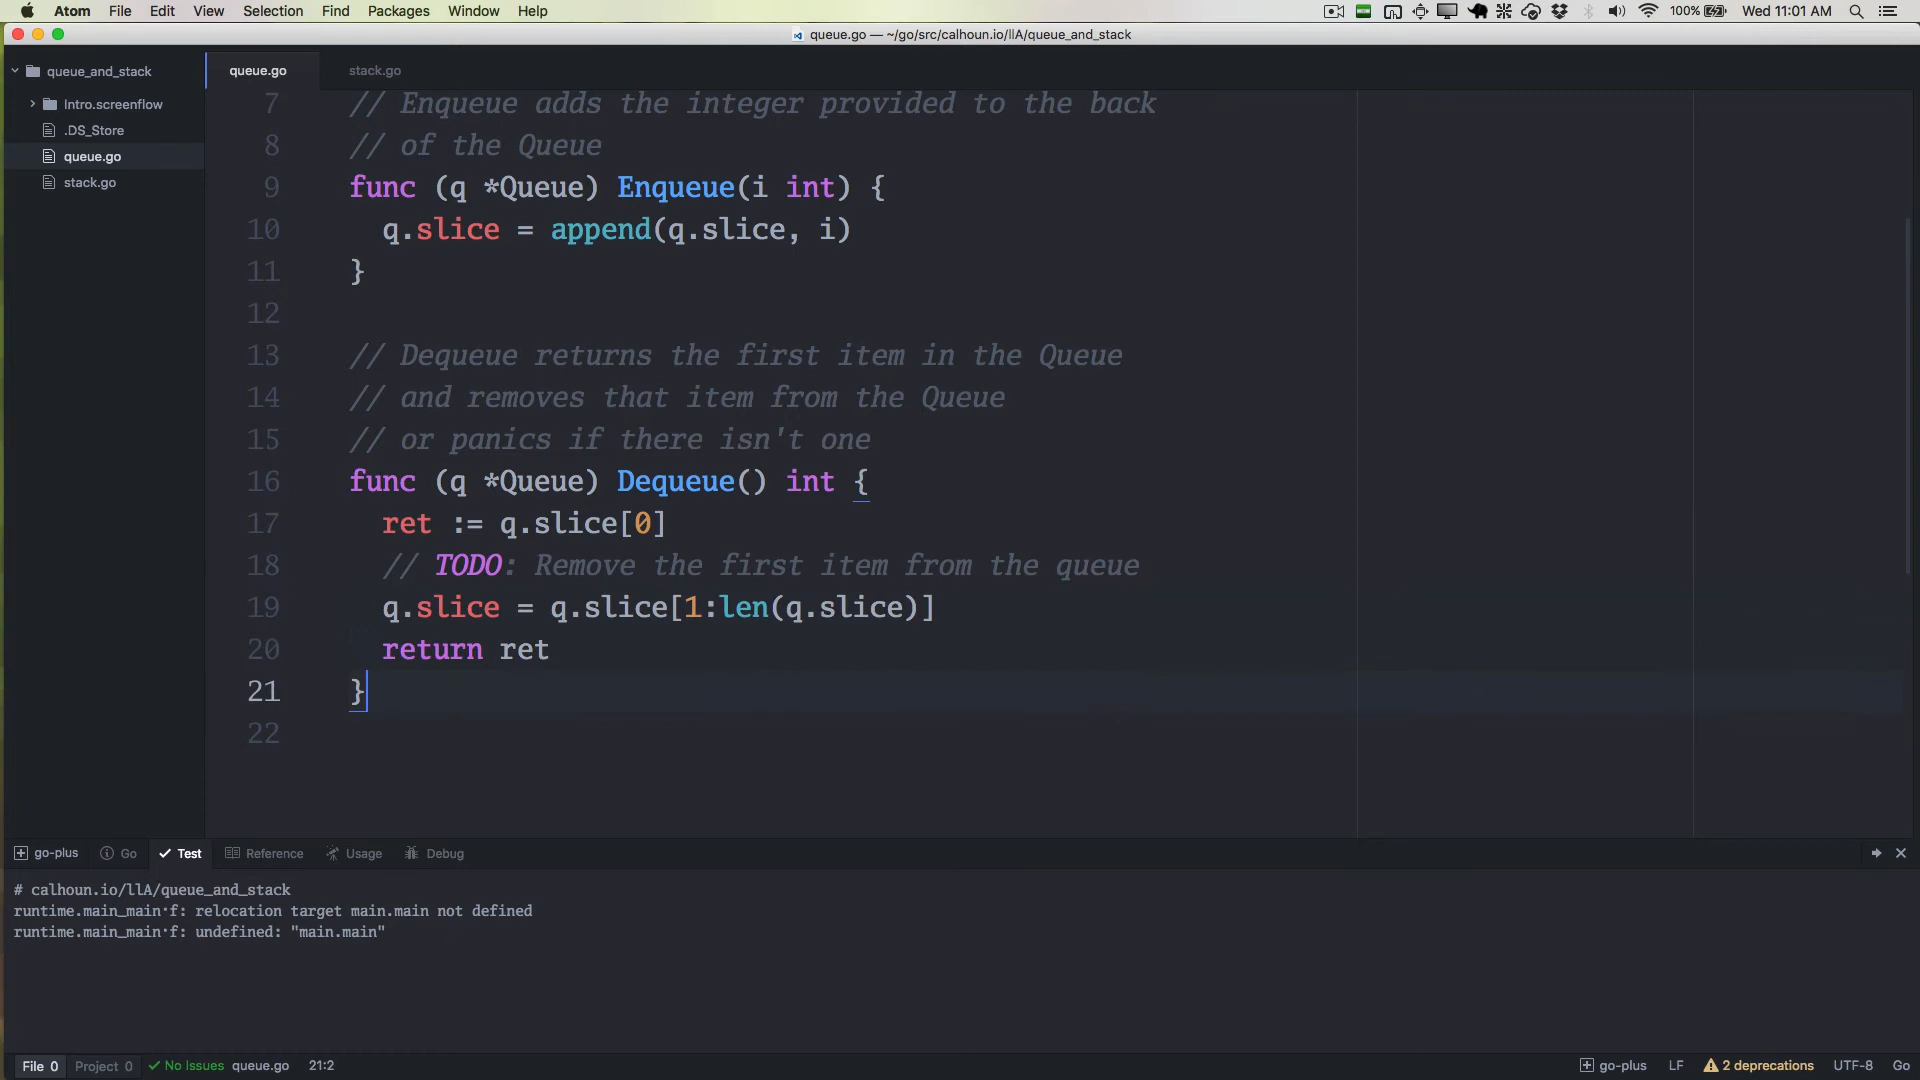 Atom File Edit View Selection Find Packages Window Help 100% Wed 11:01 AM
queue.go — ~/go/src/calhoun.io/llA/queue_and_stack
queue_and_stack
Intro.screenflow
.DS_Store
queue.go
stack.go
queue.go stack.go
7 // Enqueue adds the integer provided to the back
8 // of the Queue
9 func (q *Queue) Enqueue(i int) {
10 q.slice = append(q.slice, i)
11 }
12
13 // Dequeue returns the first item in the Queue
14 // and removes that item from the Queue
15 // or panics if there isn't one
16 func (q *Queue) Dequeue() int {
17 ret := q.slice[0]
18 // TODO: Remove the first item from the queue
19 q.slice = q.slice[1:len(q.slice)]
20 return ret
21 }
22
go-plus Go Test Reference Usage Debug
# calhoun.io/llA/queue_and_stack
runtime.main_main·f: relocation target main.main not defined
runtime.main_main·f: undefined: "main.main"
File 0 Project 0 No Issues queue.go 21:2 go-plus LF 2 deprecations UTF-8 Go